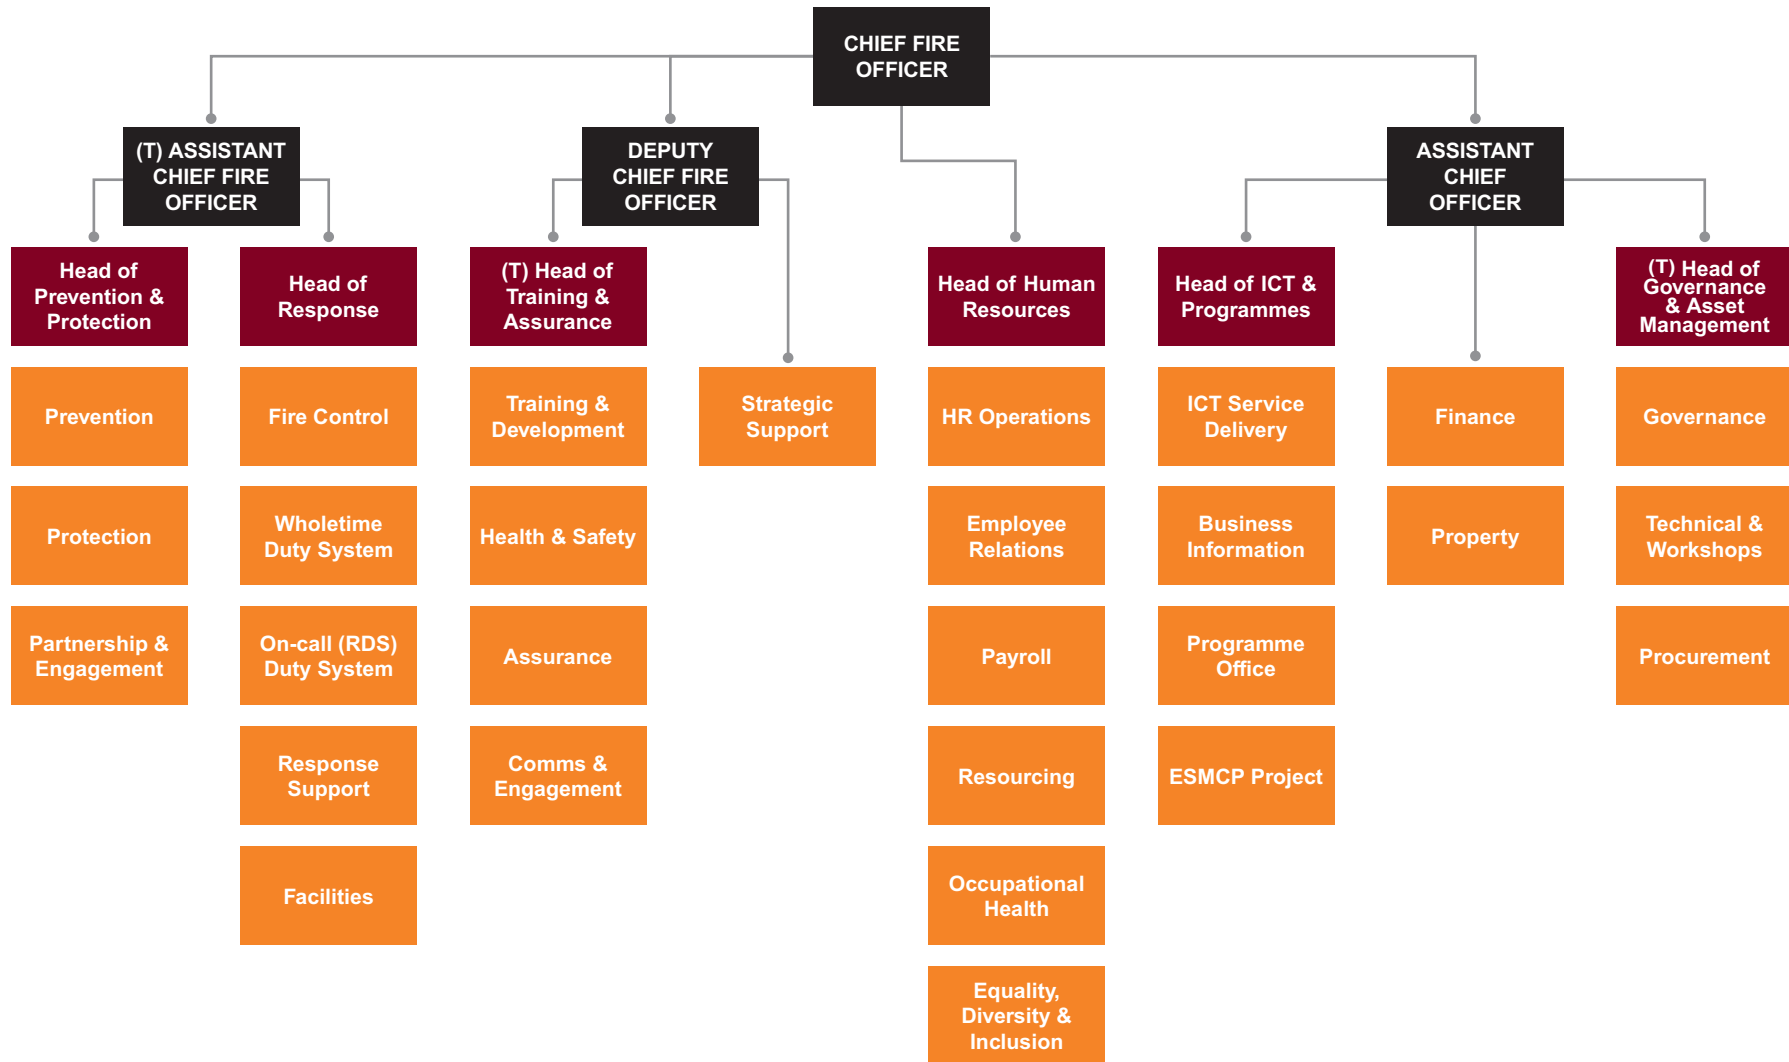 CHIEF FIRE
OFFICER
(T) ASSISTANT
CHIEF FIRE
OFFICER
DEPUTY
CHIEF FIRE
OFFICER
ASSISTANT
CHIEF
OFFICER
Head of
Prevention &
Protection
Head of
Response
(T) Head of
Training &
Assurance
Head of Human
Resources
Head of ICT &
Programmes
(T) Head of
Governance
& Asset
Management
Prevention
Fire Control
Training &
Development
Strategic
Support
HR Operations
ICT Service
Delivery
Finance
Governance
Protection
Wholetime
Duty System
Health & Safety
Employee
Relations
Business
Information
Property
Technical &
Workshops
Partnership &
Engagement
On-call (RDS)
Duty System
Assurance
Payroll
Programme
Office
Procurement
Response
Support
Comms &
Engagement
Resourcing
ESMCP Project
Facilities
Occupational
Health
Equality,
Diversity &
Inclusion